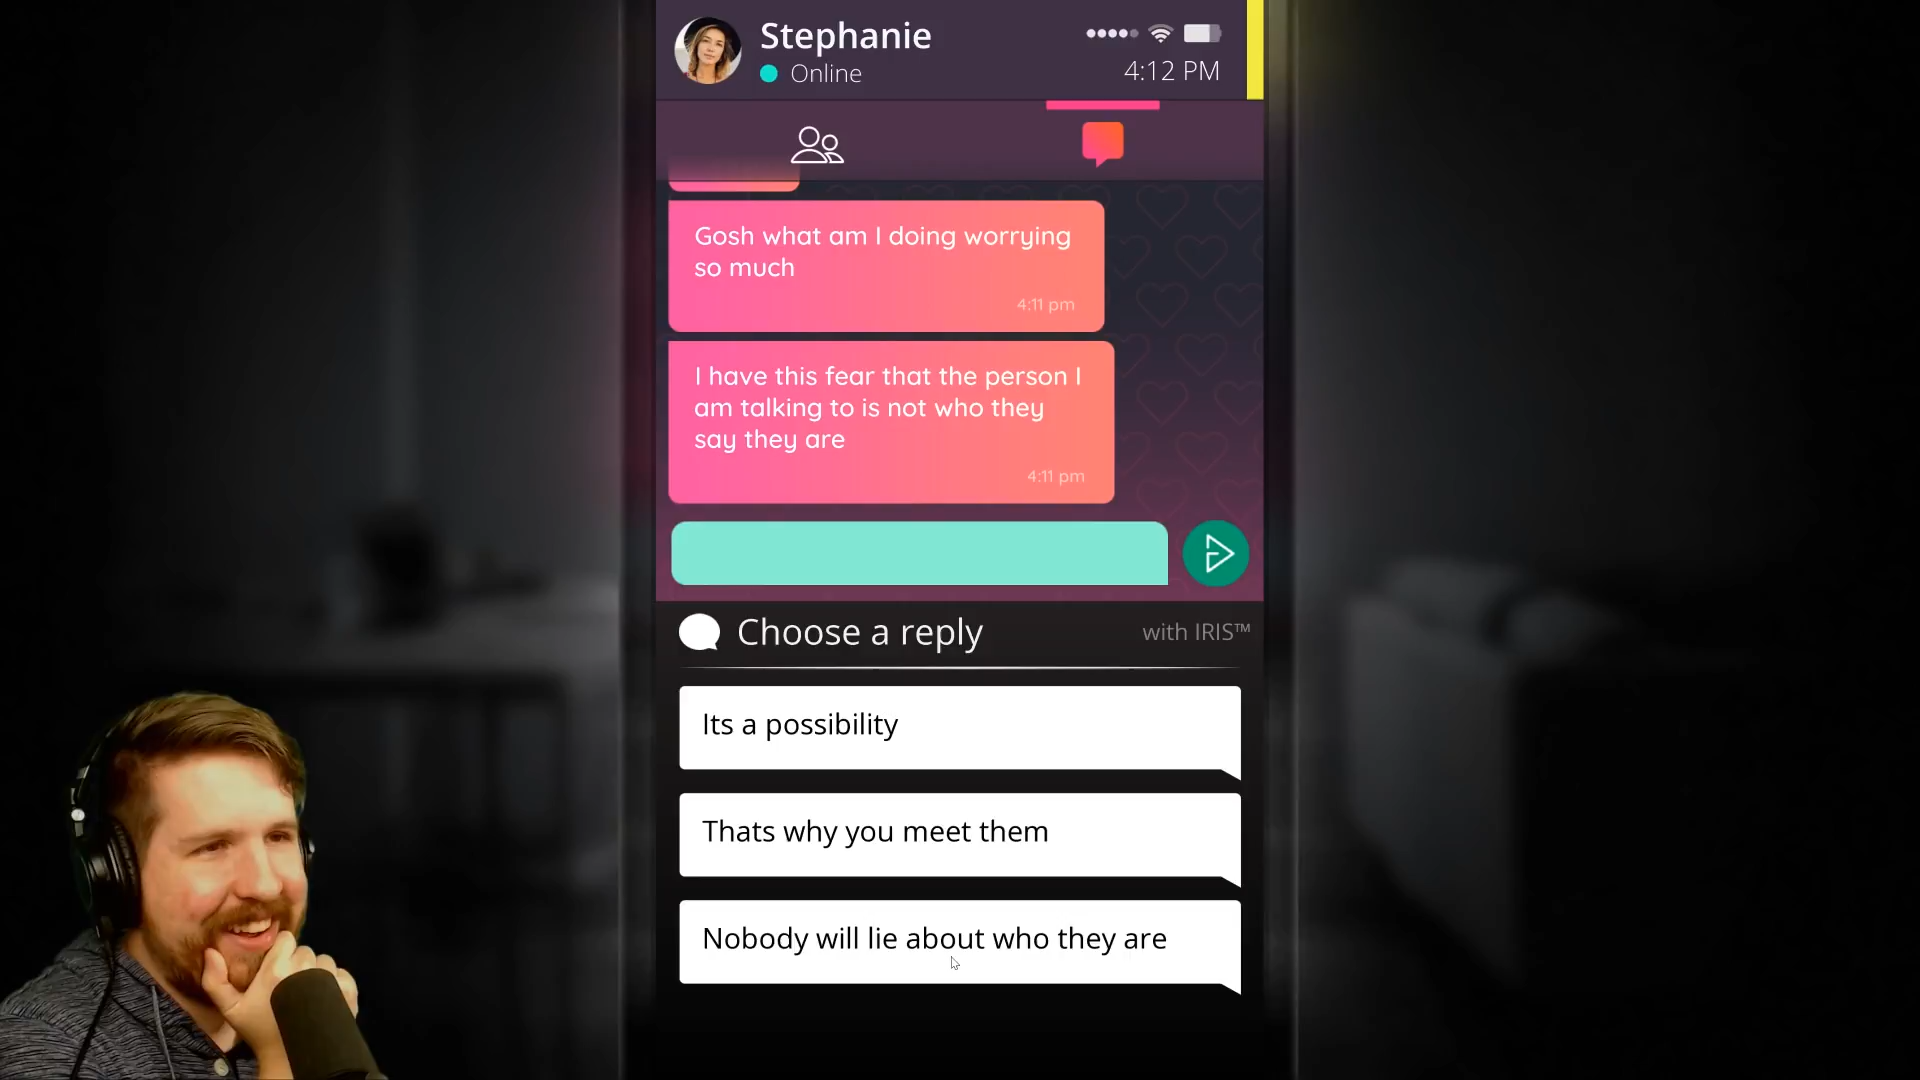 Stephanie
Online
4:12 PM
Gosh what am I doing worrying
so much
4:11 pm
I have this fear that the person I
am talking to is not who they
say they are
4:11 pm
Choose a reply
with IRIS™
Its a possibility
Thats why you meet them
Nobody will lie about who they are